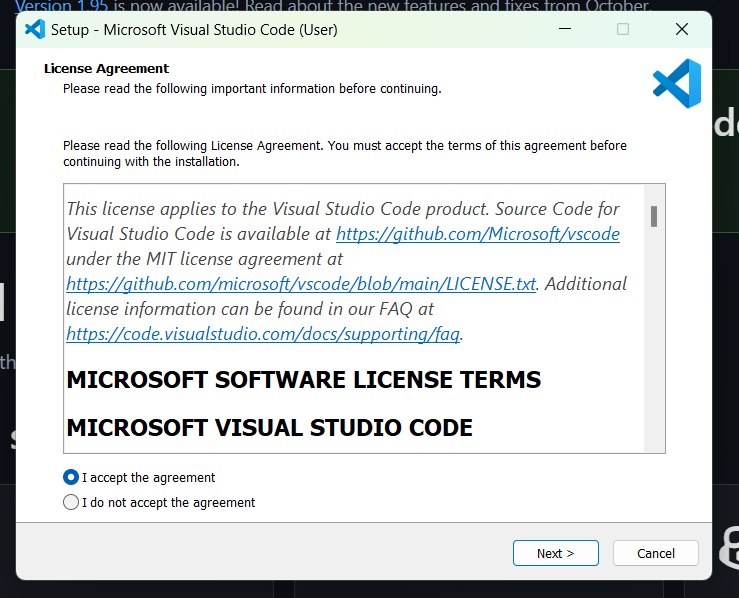 Version 1.95 is now available! Read about the new features and fixes from October.
Setup - Microsoft Visual Studio Code (User)
License Agreement
Please read the following important information before continuing.
Please read the following License Agreement. You must accept the terms of this agreement before
continuing with the installation.
This license applies to the Visual Studio Code product. Source Code for
Visual Studio Code is available at https://github.com/Microsoft/vscode
under the MIT license agreement at
https://github.com/microsoft/vscode/blob/main/LICENSE.txt. Additional
license information can be found in our FAQ at
https://code.visualstudio.com/docs/supporting/faq.
MICROSOFT SOFTWARE LICENSE TERMS
MICROSOFT VISUAL STUDIO CODE
I accept the agreement
I do not accept the agreement
Next >
Cancel